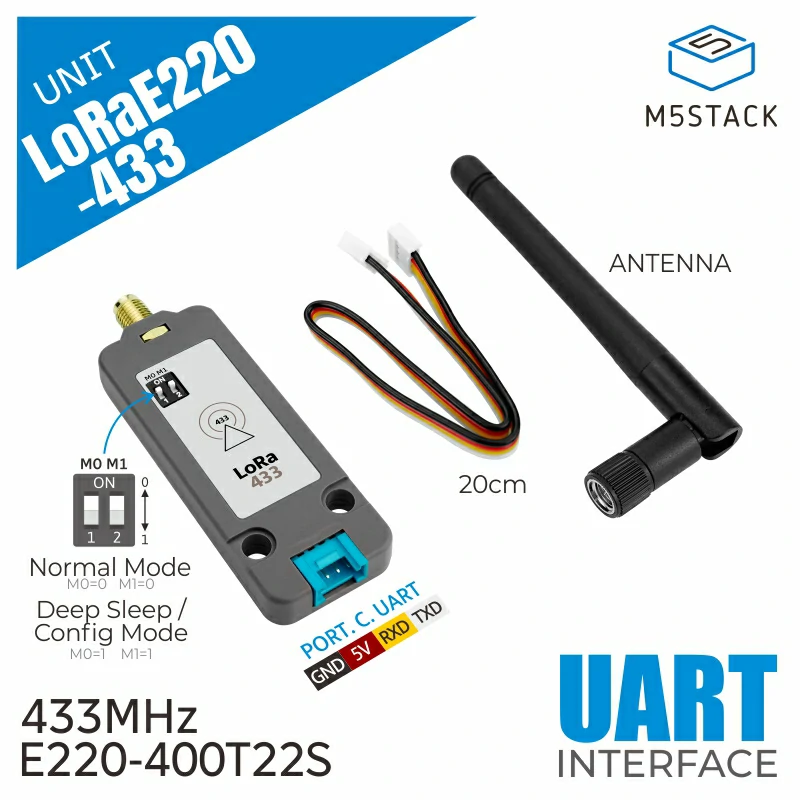 UNIT
LoRaE220
-433
M5STACK
ANTENNA
M0 M1
ON
1 2
433
LoRa
433
M0 M1
ON
0
1 2
1
20cm
Normal Mode
M0=0 M1=0
Deep Sleep /
Config Mode
M0=1 M1=1
PORT. C. UART
GND 5V RXD TXD
433MHz
E220-400T22S
UART
INTERFACE